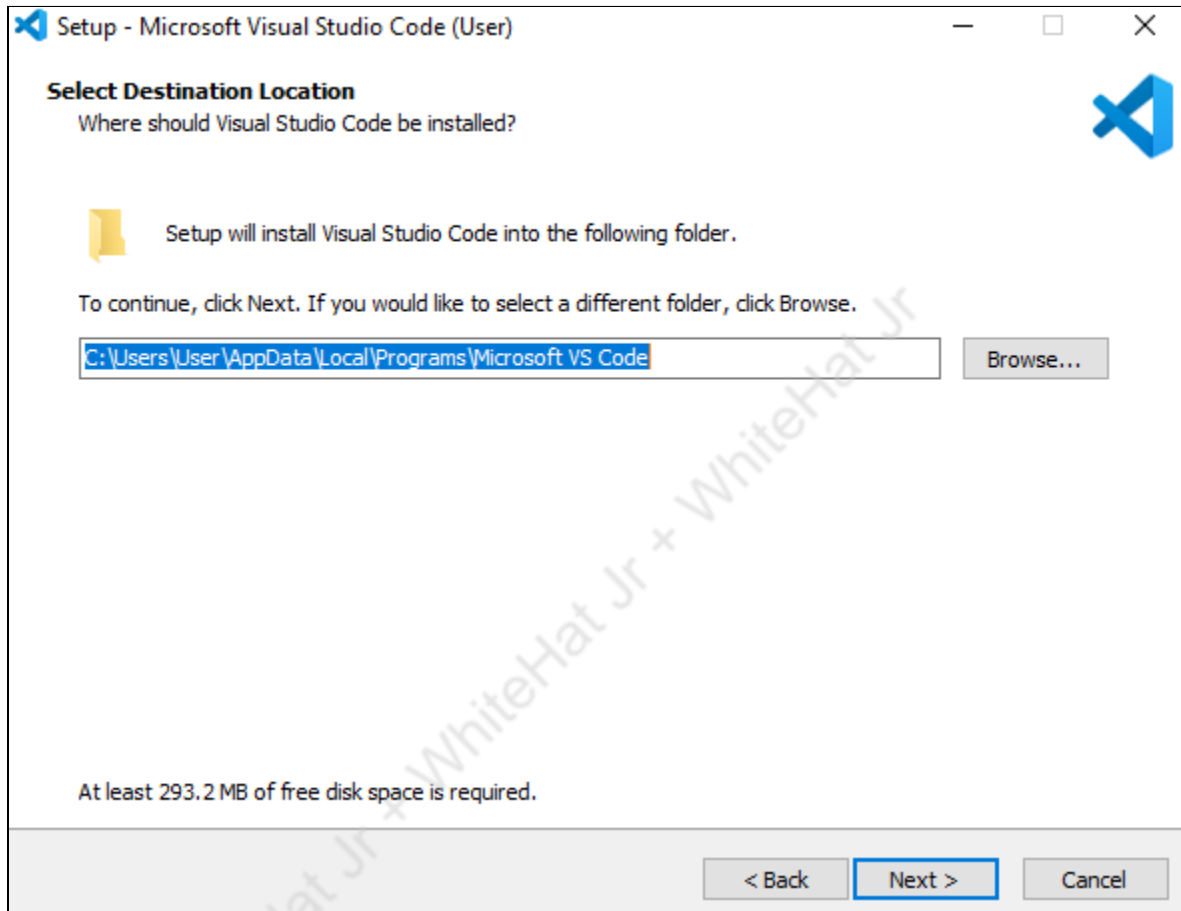 Setup - Microsoft Visual Studio Code (User)
Select Destination Location
Where should Visual Studio Code be installed?
Setup will install Visual Studio Code into the following folder.
To continue, click Next. If you would like to select a different folder, click Browse.
C:\Users\User\AppData\Local\Programs\Microsoft VS Code
Browse...
WhiteHat Jr + WhiteHat Jr + WhiteHat Jr
At least 293.2 MB of free disk space is required.
< Back
Next >
Cancel